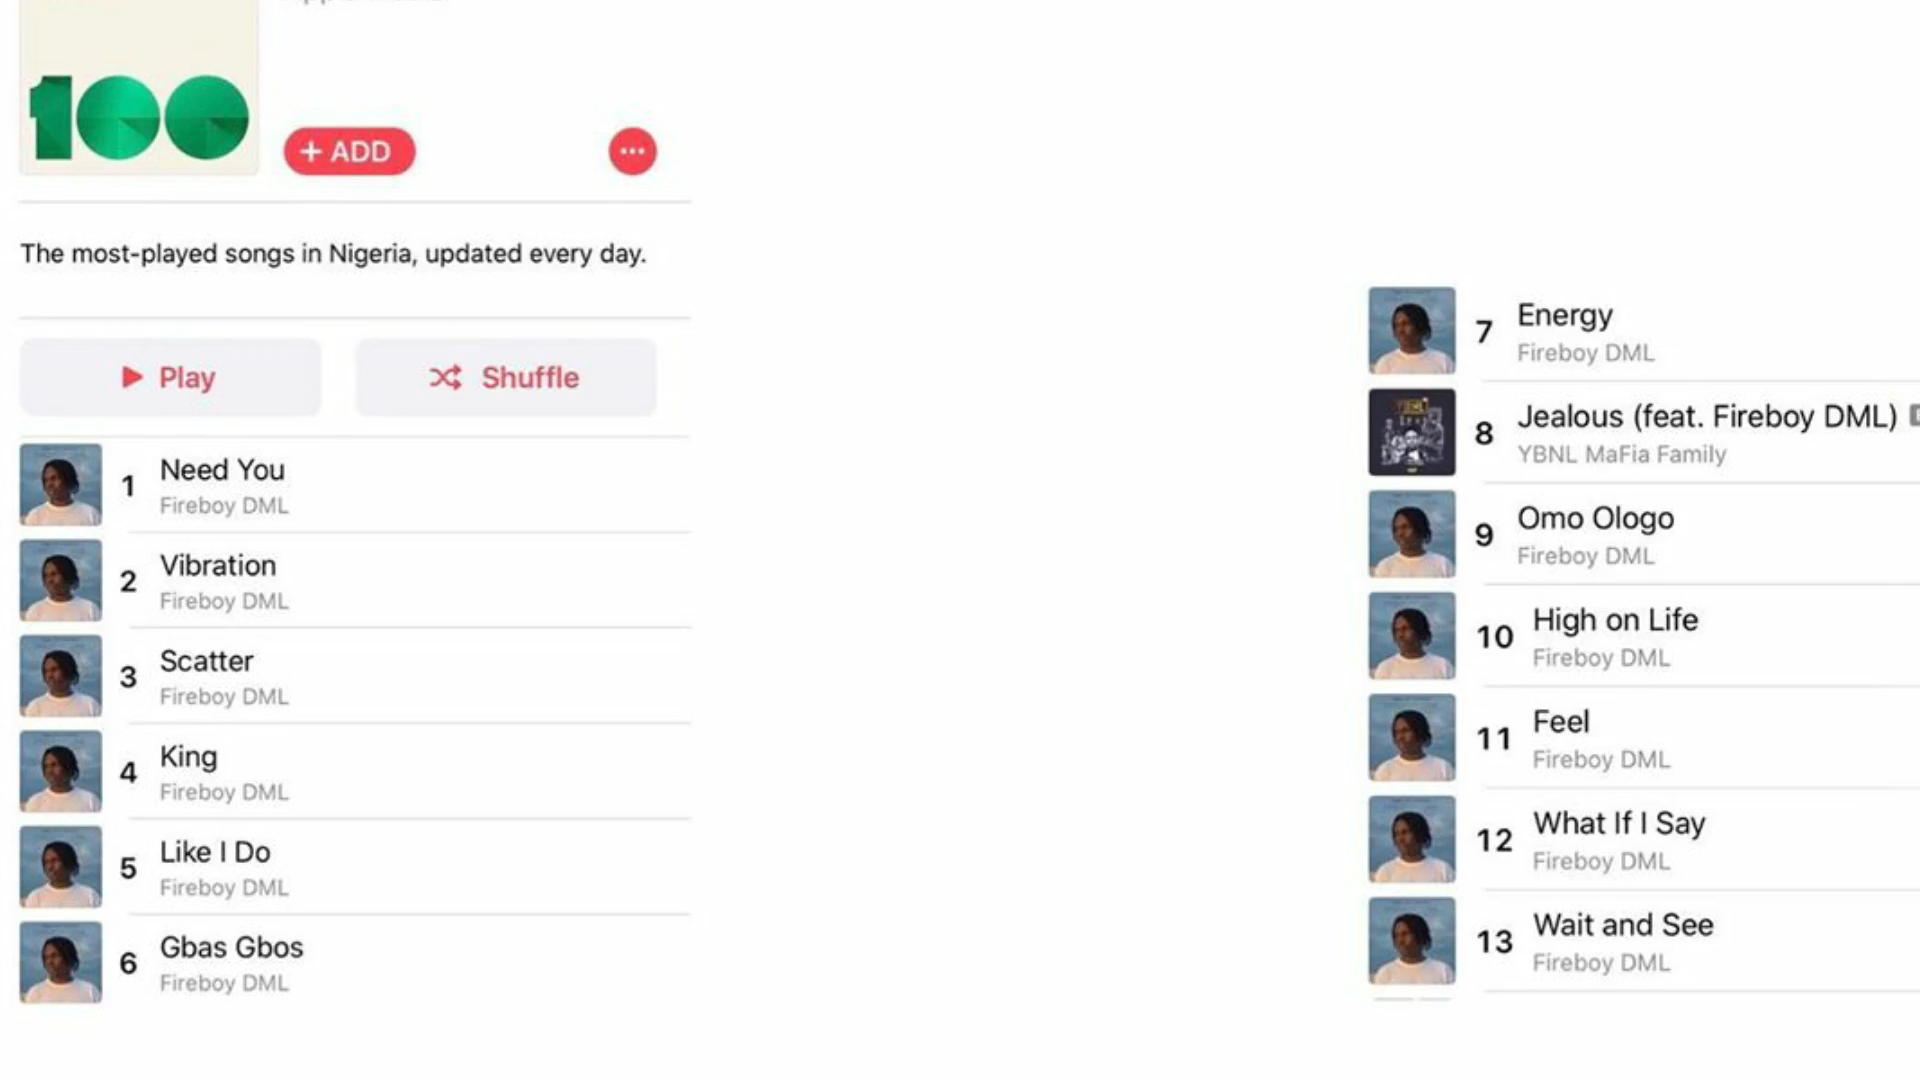 100
+ ADD
The most-played songs in Nigeria, updated every day.
Play
Shuffle
1
Need You
Fireboy DML
2
Vibration
Fireboy DML
3
Scatter
Fireboy DML
4
King
Fireboy DML
5
Like I Do
Fireboy DML
6
Gbas Gbos
Fireboy DML
7
Energy
Fireboy DML
8
Jealous (feat. Fireboy DML)
YBNL MaFia Family
9
Omo Ologo
Fireboy DML
10
High on Life
Fireboy DML
11
Feel
Fireboy DML
12
What If I Say
Fireboy DML
13
Wait and See
Fireboy DML